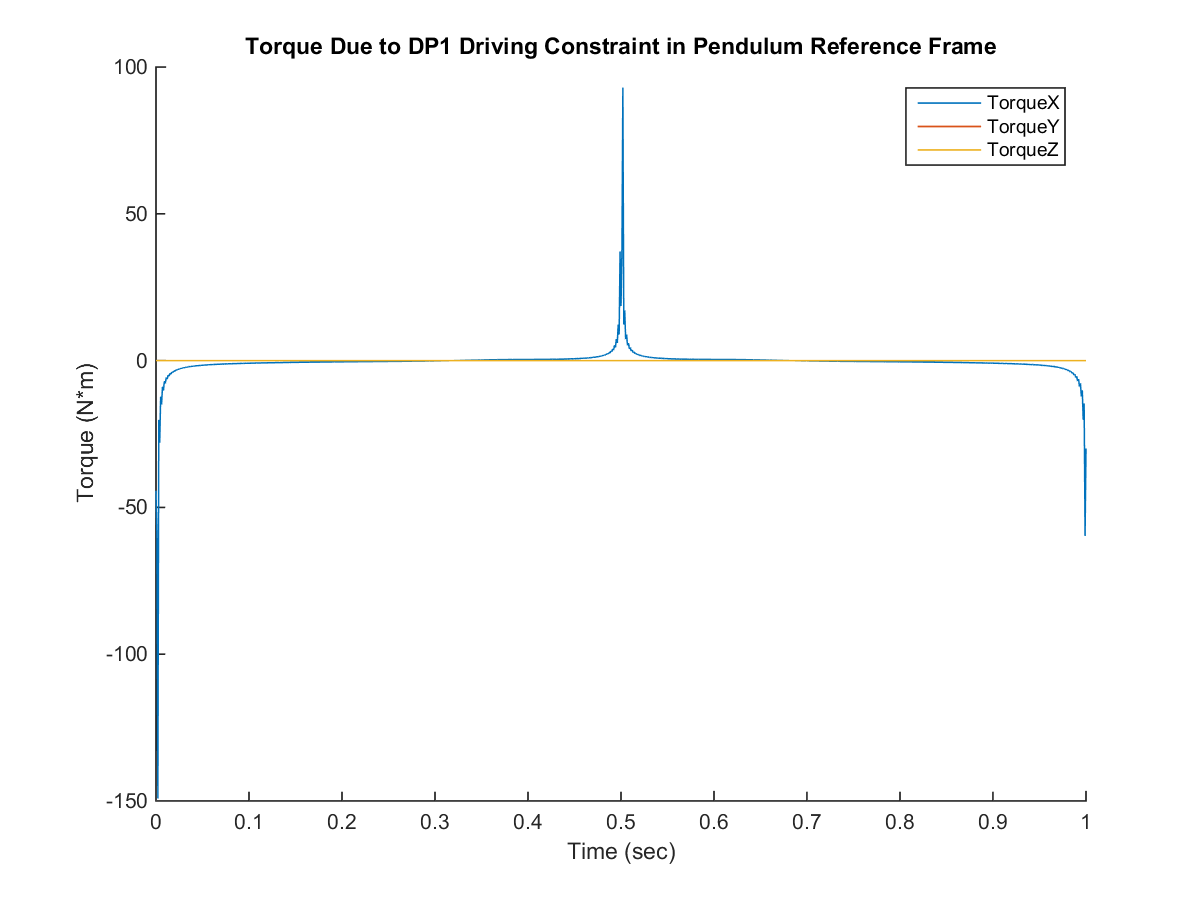 Torque Due to DP1 Driving Constraint in Pendulum Reference Frame
100
50
0
-50
-100
-150
Torque (N*m)
TorqueX
TorqueY
TorqueZ
0 0.1 0.2 0.3 0.4 0.5 0.6 0.7 0.8 0.9 1
Time (sec)